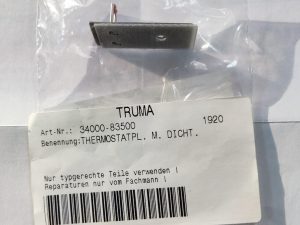 TRUMA
Art-Nr.: 34000-83500 1920
Benennung:THERMOSTATPL. M. DICHT.
Nur typgerechte Teile verwenden !
Reparaturen nur vom Fachmann !